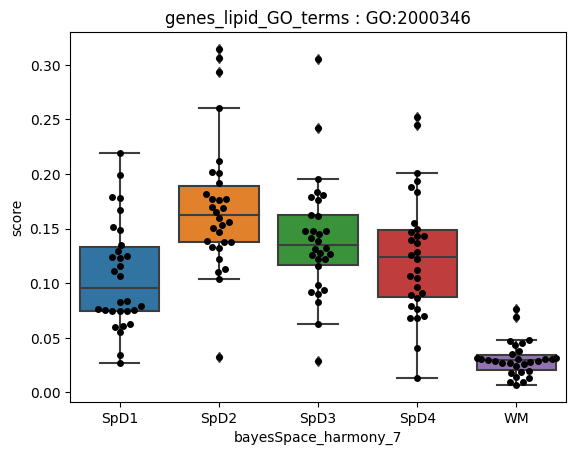 genes_lipid_GO_terms : GO:2000346
0.30
0.25
0.20
0.15
0.10
0.05
0.00
score
SpD1 SpD2 SpD3 SpD4 WM
bayesSpace_harmony_7